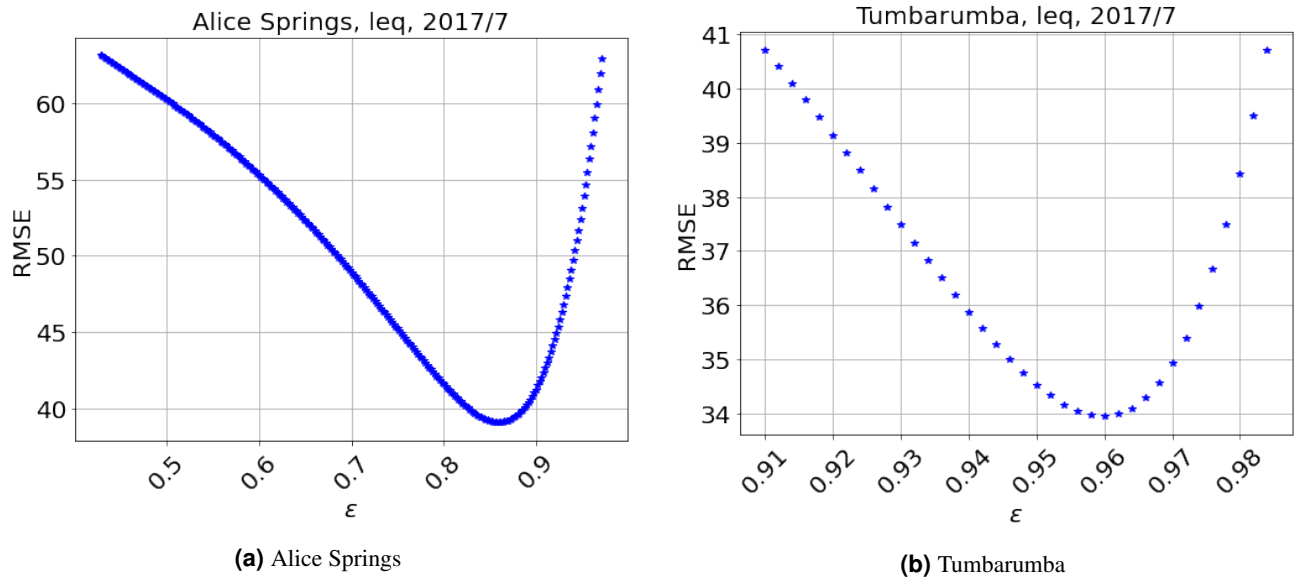 Alice Springs, leq, 2017/7
60
55
50
45
40
RMSE
0.5 0.6 0.7 0.8 0.9
ε
(a) Alice Springs
Tumbarumba, leq, 2017/7
41
40
39
38
37
36
35
34
RMSE
0.91 0.92 0.93 0.94 0.95 0.96 0.97 0.98
ε
(b) Tumbarumba